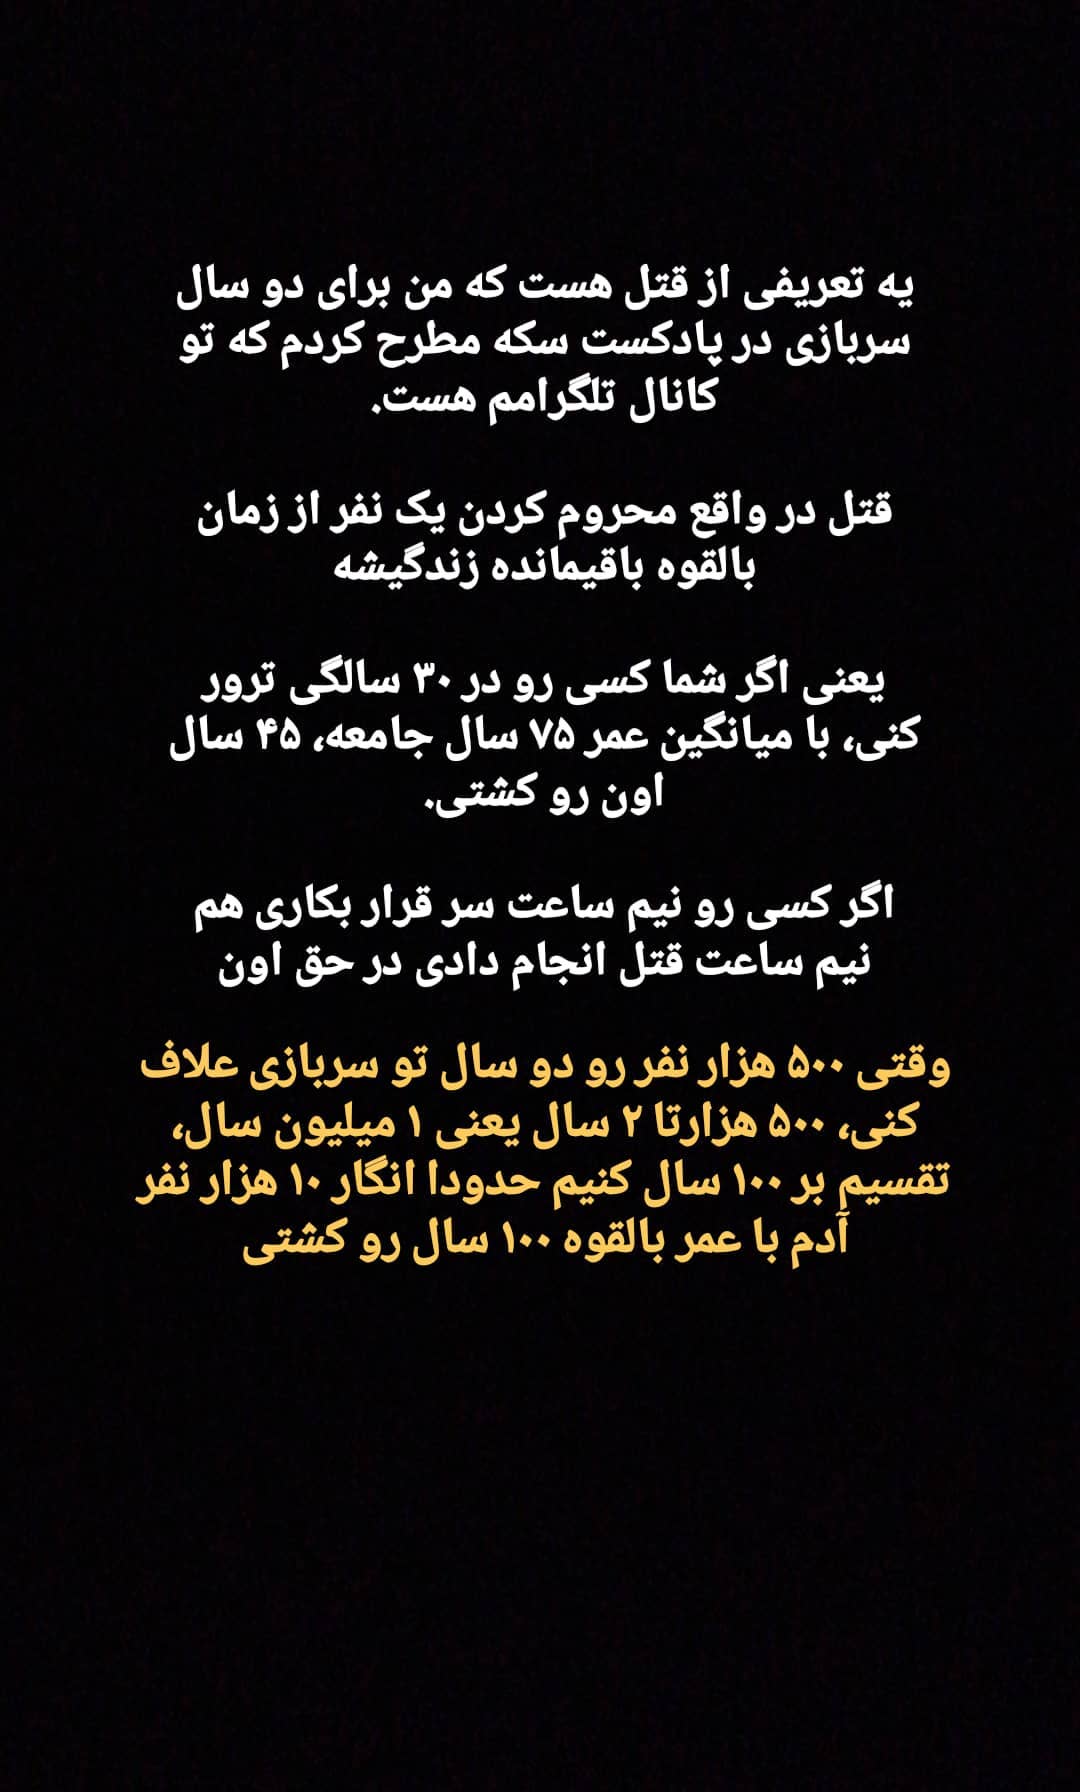 یه تعریفی از قتل هست که من برای دو سال
سربازی در پادکست سکه مطرح کردم که تو
کانال تلگرامم هست.
قتل در واقع محروم کردن یک نفر از زمان
بالقوه باقیمانده زندگیشه
یعنی اگر شما کسی رو در ۳۰ سالگی ترور
کنی، با میانگین عمر ۷۵ سال جامعه، ۴۵ سال
اون رو کشتی.
اگر کسی رو نیم ساعت سر قرار بکاری هم
نیم ساعت قتل انجام دادی در حق اون
وقتی ۵۰۰ هزار نفر رو دو سال تو سربازی علاف
کنی، ۵۰۰ هزارتا ۲ سال یعنی ۱ میلیون سال،
تقسیم بر ۱۰۰ سال کنیم حدودا انگار ۱۰ هزار نفر
آدم با عمر بالقوه ۱۰۰ سال رو کشتی